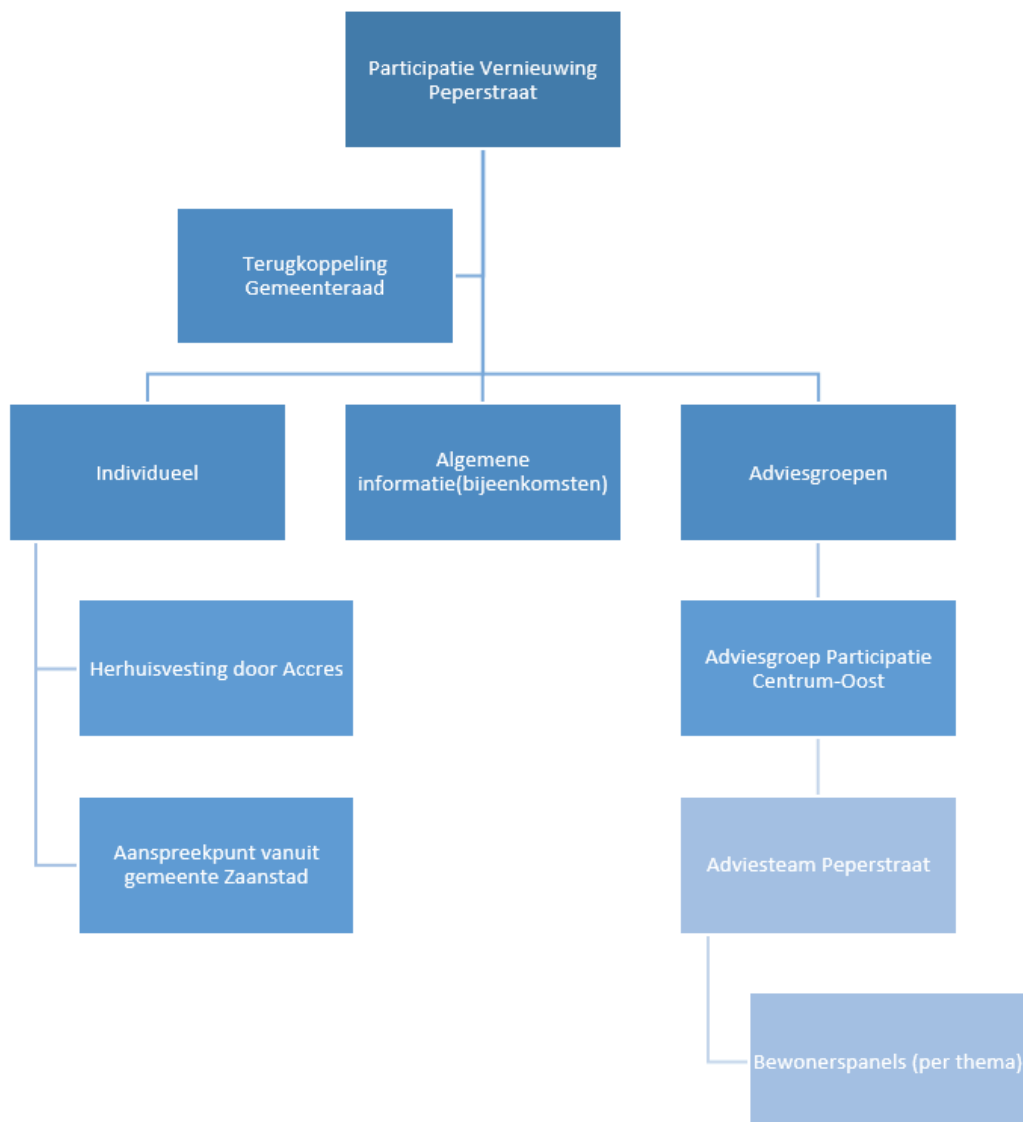 Participatie Vernieuwing
Peperstraat
Terugkoppeling
Gemeenteraad
Individueel
Algemene
informatie(bijeenkomsten)
Adviesgroepen
Herhuisvesting door Accres
Adviesgroep Participatie
Centrum-Oost
Aanspreekpunt vanuit
gemeente Zaanstad
Adviesteam Peperstraat
Bewonerspanels (per thema)